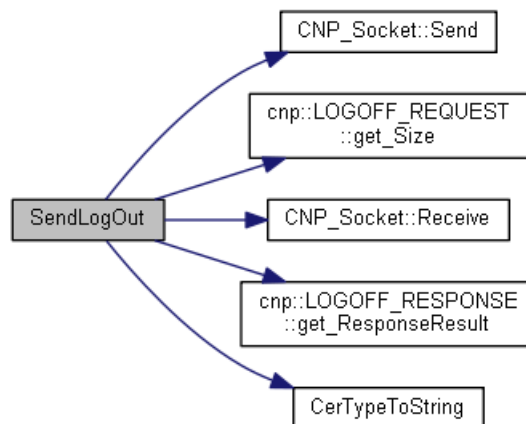 CNP_Socket::Send
cnp::LOGOFF_REQUEST
::get_Size
SendLogOut
CNP_Socket::Receive
cnp::LOGOFF_RESPONSE
::get_ResponseResult
CerTypeToString